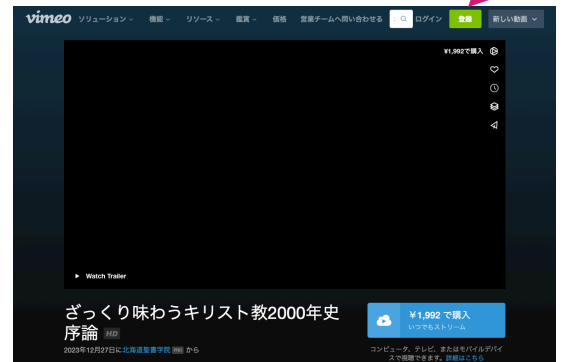 vimeo ソリューション 機能 リソース 鑑賞 価格 営業チームへ問い合わせる ログイン 登録 新しい動画
¥1,992で購入
Watch Trailer
ざっくり味わうキリスト教2000年史
序論 HD
¥1,992 で購入
いつでもストリーム
2023年12月27日に北海道聖書学院 から
コンピュータ、テレビ、またはモバイルデバイ
スで視聴できます。詳細はこちら